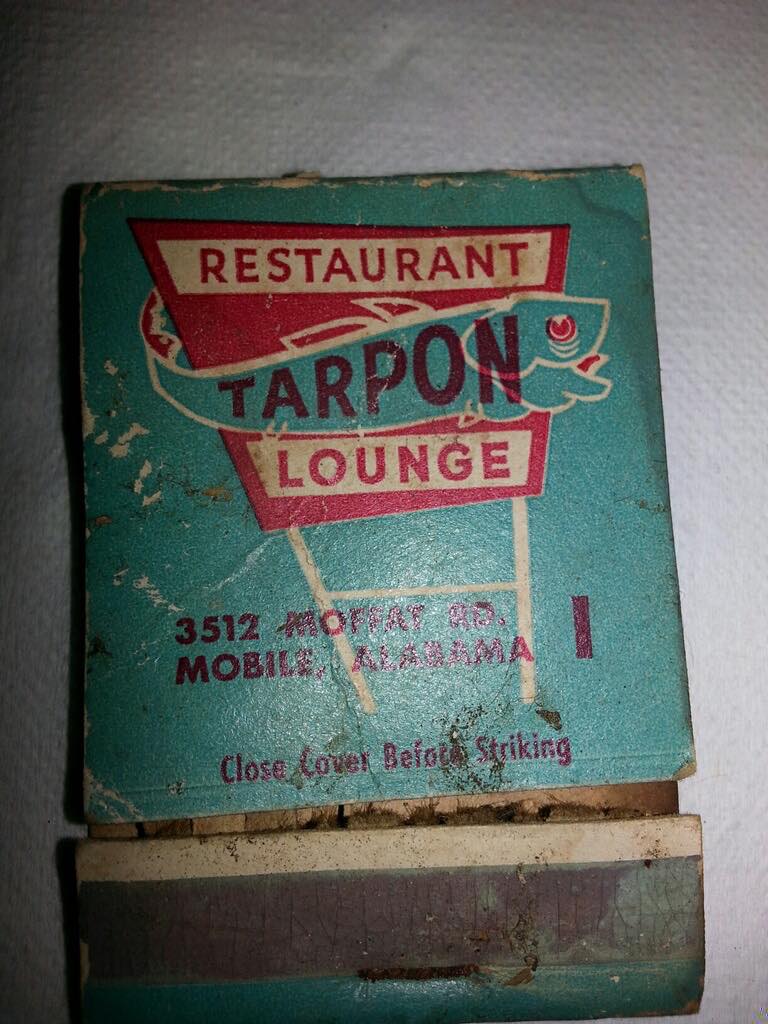 RESTAURANT
TARPON
LOUNGE
3512 MOFFAT RD.
MOBILE, ALABAMA
Close Cover Before Striking